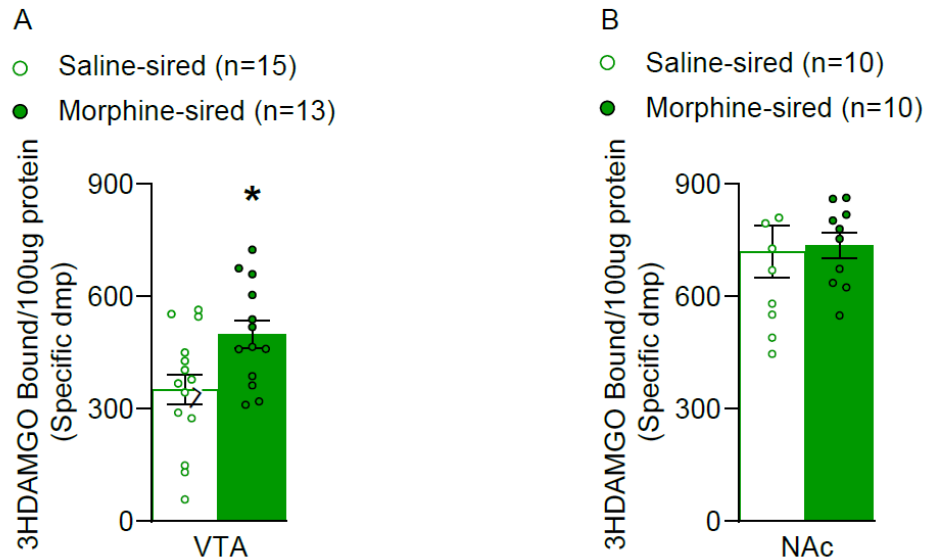 A
Saline-sired (n=15)
Morphine-sired (n=13)
3HDAMGO Bound/100ug protein
(Specific dmp)
900
600
300
0
*
VTA
B
Saline-sired (n=10)
Morphine-sired (n=10)
3HDAMGO Bound/100ug protein
(Specific dmp)
900
600
300
0
NAc